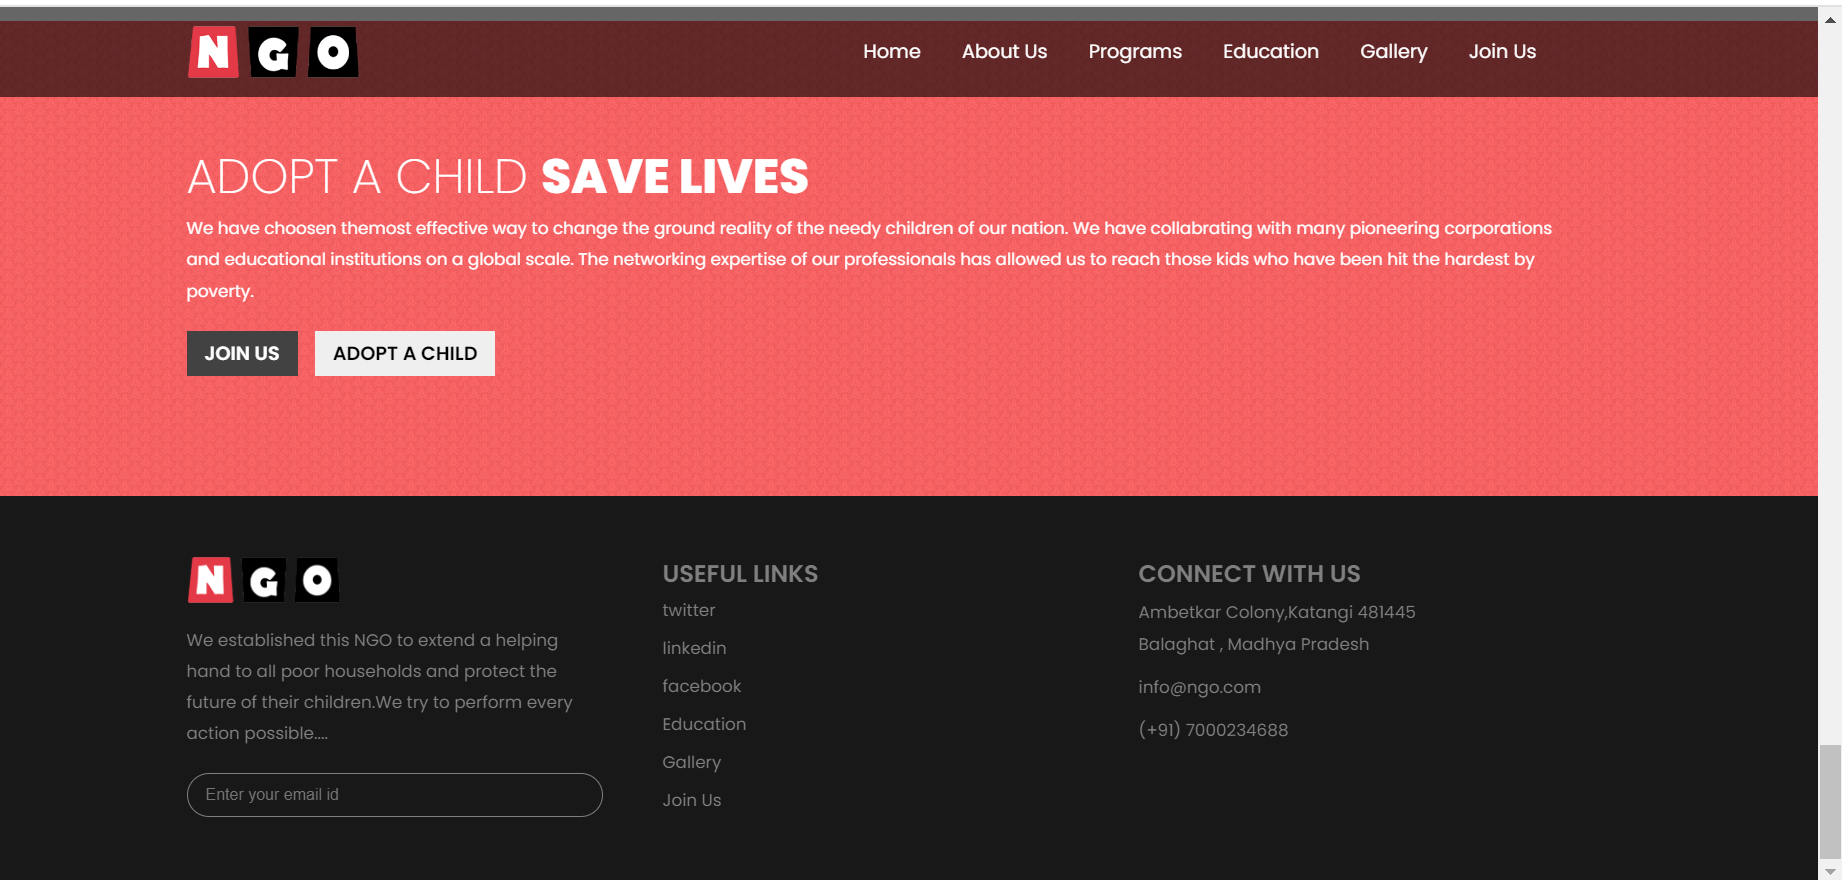 NGO
Home About Us Programs Education Gallery Join Us
ADOPT A CHILD SAVE LIVES
We have choosen themost effective way to change the ground reality of the needy children of our nation. We have collabrating with many pioneering corporations
and educational institutions on a global scale. The networking expertise of our professionals has allowed us to reach those kids who have been hit the hardest by
poverty.
JOIN US ADOPT A CHILD
NGO
We established this NGO to extend a helping
hand to all poor households and protect the
future of their children.We try to perform every
action possible....
Enter your email id
USEFUL LINKS
twitter
linkedin
facebook
Education
Gallery
Join Us
CONNECT WITH US
Ambetkar Colony,Katangi 481445
Balaghat , Madhya Pradesh
info@ngo.com
(+91) 7000234688